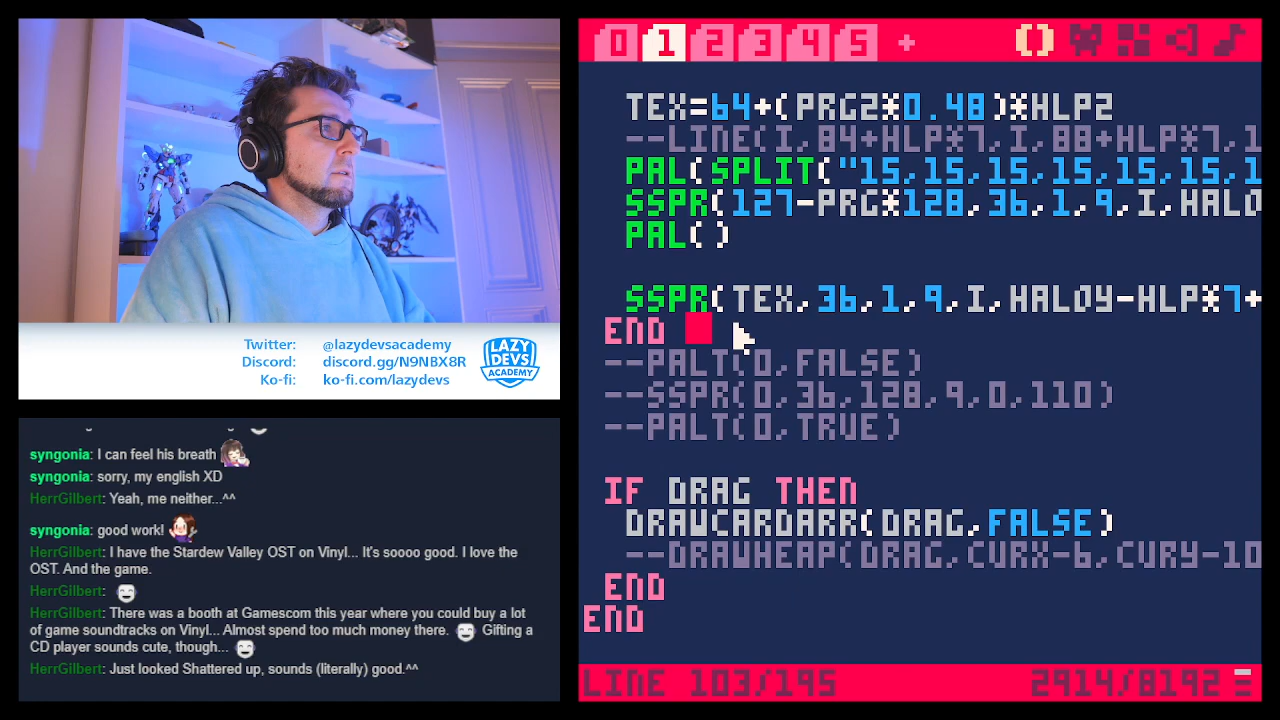 Twitter: @lazydevsacademy
Discord: discord.gg/N9NBX8R
Ko-fi: ko-fi.com/lazydevs
LAZY
DEVS
ACADEMY
syngonia: I can feel his breath
syngonia: sorry, my english XD
HerrGilbert: Yeah, me neither...^^
syngonia: good work!
HerrGilbert: I have the Stardew Valley OST on Vinyl... It's soooo good. I love the
OST. And the game.
HerrGilbert:
HerrGilbert: There was a booth at Gamescom this year where you could buy a lot
of game soundtracks on Vinyl... Almost spend too much money there. Gifting a
CD player sounds cute, though...
HerrGilbert: Just looked Shattered up, sounds (literally) good.^^
0 1 2 3 4 5 +
TEX=64+(PRG2*0.48)*HLP2
--LINE(I,84+HLP*7,I,88+HLP*7,1
PAL(SPLIT("15,15,15,15,15,15,1
SSPR(127-PRG*128,36,1,9,I,HALO
PAL()
SSPR(TEX,36,1,9,I,HALOY-HLP*7+
END
--PALT(0,FALSE)
--SSPR(0,36,128,9,0,110)
--PALT(0,TRUE)
IF DRAG THEN
DRAWCARDARR(DRAG,FALSE)
--DRAWHEAP(DRAG,CURX-6,CURY-10
END
END
LINE 103/195
2914/8192